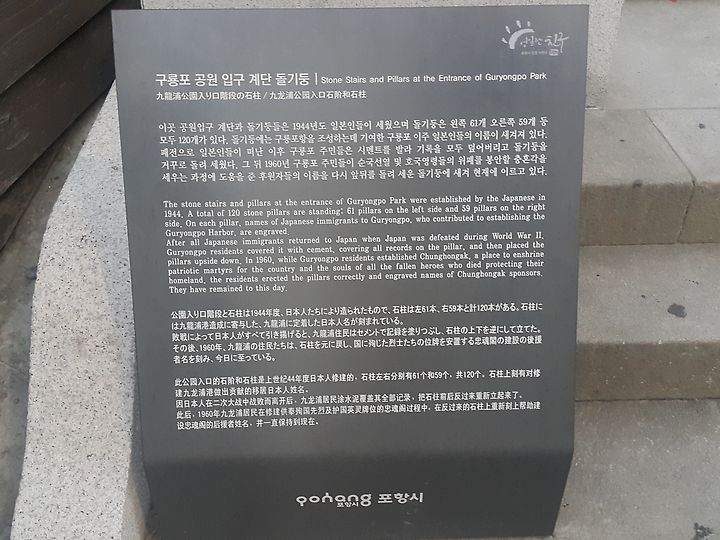 영일만 친구
구룡포 공원 입구 계단 돌기둥 | Stone Stairs and Pillars at the Entrance of Guryongpo Park
九龍浦公園入り口階段の石柱 / 九龙浦公园入口石阶和石柱
이곳 공원입구 계단과 돌기둥들은 1944년도 일본인들이 세웠으며 돌기둥은 왼쪽 61개 오른쪽 59개 등
모두 120개가 있다. 돌기둥에는 구룡포항을 조성하는데 기여한 구룡포 이주 일본인들의 이름이 새겨져 있다.
패전으로 일본인들이 떠난 이후 구룡포 주민들은 시멘트를 발라 기록을 모두 덮어버리고 돌기둥을
거꾸로 돌려 세웠다. 그 뒤 1960년 구룡포 주민들이 순국선열 및 호국영령들의 위패를 봉안할 충혼각을
세우는 과정에 도움을 준 후원자들의 이름을 다시 앞뒤를 돌려 세운 돌기둥에 새겨 현재에 이르고 있다.
The stone stairs and pillars at the entrance of Guryongpo Park were established by the Japanese in
1944. A total of 120 stone pillars are standing; 61 pillars on the left side and 59 pillars on the right
side. On each pillar, names of Japanese immigrants to Guryongpo, who contributed to establishing the
Guryongpo Harbor, are engraved.
After all Japanese immigrants returned to Japan when Japan was defeated during World War II,
Guryongpo residents covered it with cement, covering all records on the pillar, and then placed the
pillars upside down. In 1960, while Guryongpo residents established Chunghongak, a place to enshrine
patriotic martyrs for the country and the souls of all the fallen heroes who died protecting their
homeland, the residents erected the pillars correctly and engraved names of Chunghongak sponsors.
They have remained to this day.
公園入り口階段と石柱は1944年度、日本人たちにより造られたもので、石柱は左61本、右59本と計120本がある。石柱に
は九龍浦港造成に寄与した、九龍浦に定着した日本人名が刻まれている。
敗戦によって日本人がすべて引き揚げると、九龍浦住民はセメントで記録を塗りつぶし、石柱の上下を逆にして立てた。
その後、1960年、九龍浦の住民たちは、石柱を元に戻し、国に殉じた烈士たちの位牌を安置する忠魂閣の建設の後援
者名を刻み、今日に至っている。
此公园入口的石阶和石柱是上世纪44年度日本人修建的，石柱左右分别有61个和59个，共120个。石柱上刻有对修
建九龙浦港做出贡献的移居日本人姓名。
因日本人在二次大战中战败而离开后，九龙浦居民涂水泥覆盖其全部记录，把石柱前后反过来重新立起来了。
此后，1960年九龙浦居民在修建供奉殉国先烈及护国英灵牌位的忠魂阁过程中，在反过来的石柱上重新刻上帮助建
设忠魂阁的后援者姓名，并一直保持到现在。
pohang 포항시
포항시